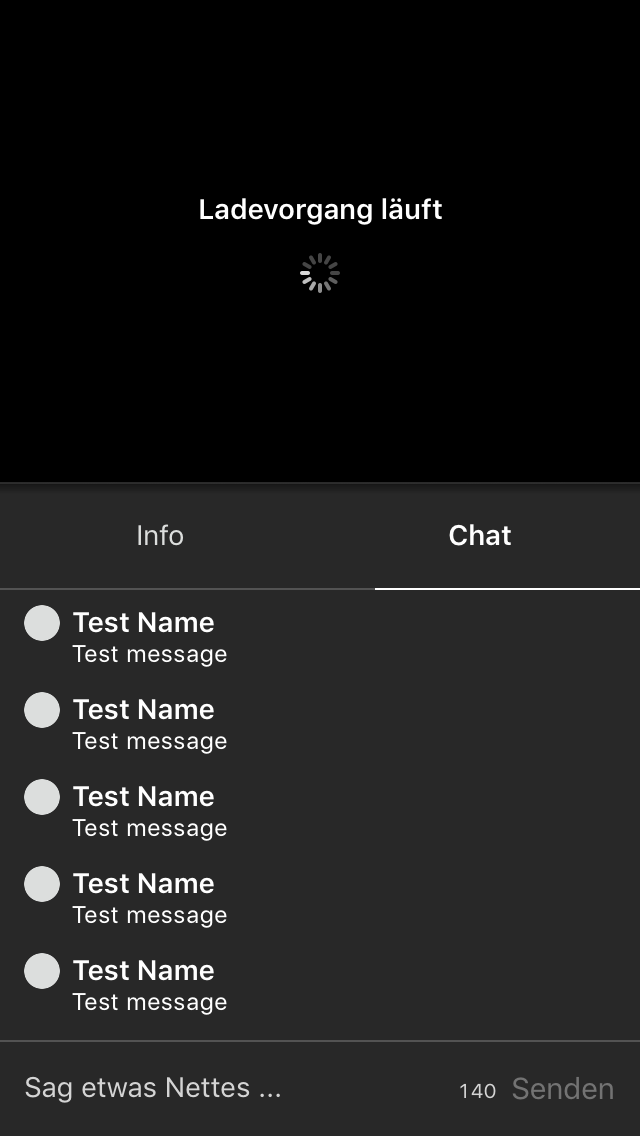 Ladevorgang läuft
Info
Chat
Test Name
Test message
Test Name
Test message
Test Name
Test message
Test Name
Test message
Test Name
Test message
Sag etwas Nettes ... 140 Senden